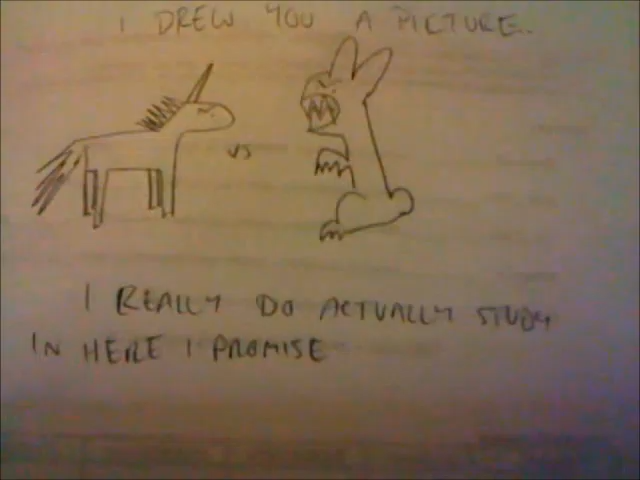 I DREW YOU A PICTURE.
VS
I REALLY DO ACTUALLY STUDY
IN HERE I PROMISE